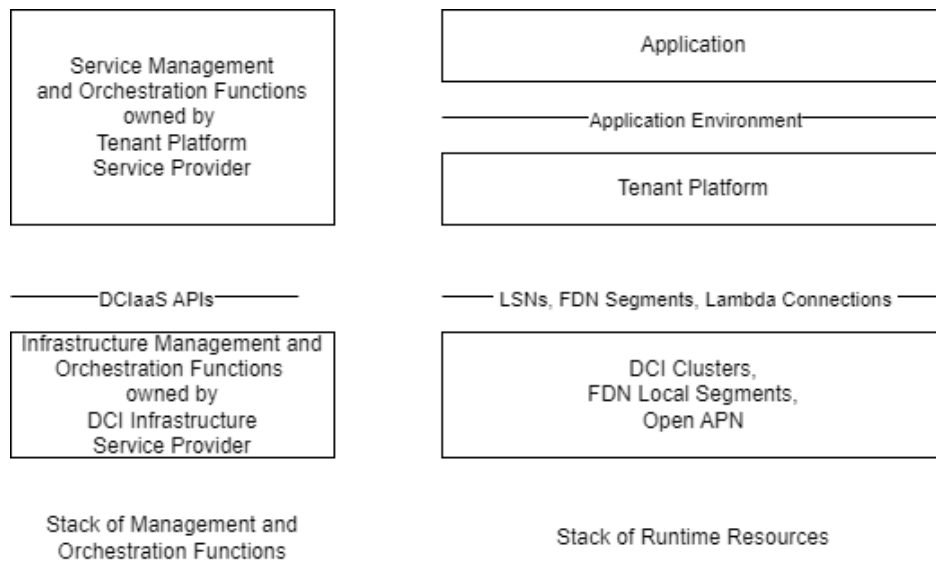 Service Management
and Orchestration Functions
owned by
Tenant Platform
Service Provider
DCIaaS APIs
Infrastructure Management and
Orchestration Functions
owned by
DCI Infrastructure
Service Provider
Stack of Management and
Orchestration Functions
Application
Application Environment
Tenant Platform
LSNs, FDN Segments, Lambda Connections
DCI Clusters,
FDN Local Segments,
Open APN
Stack of Runtime Resources